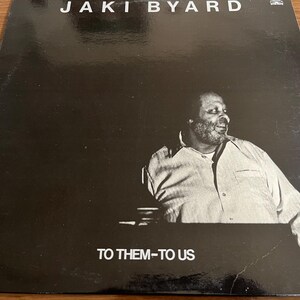 JAKI BYARD
TO THEM-TO US